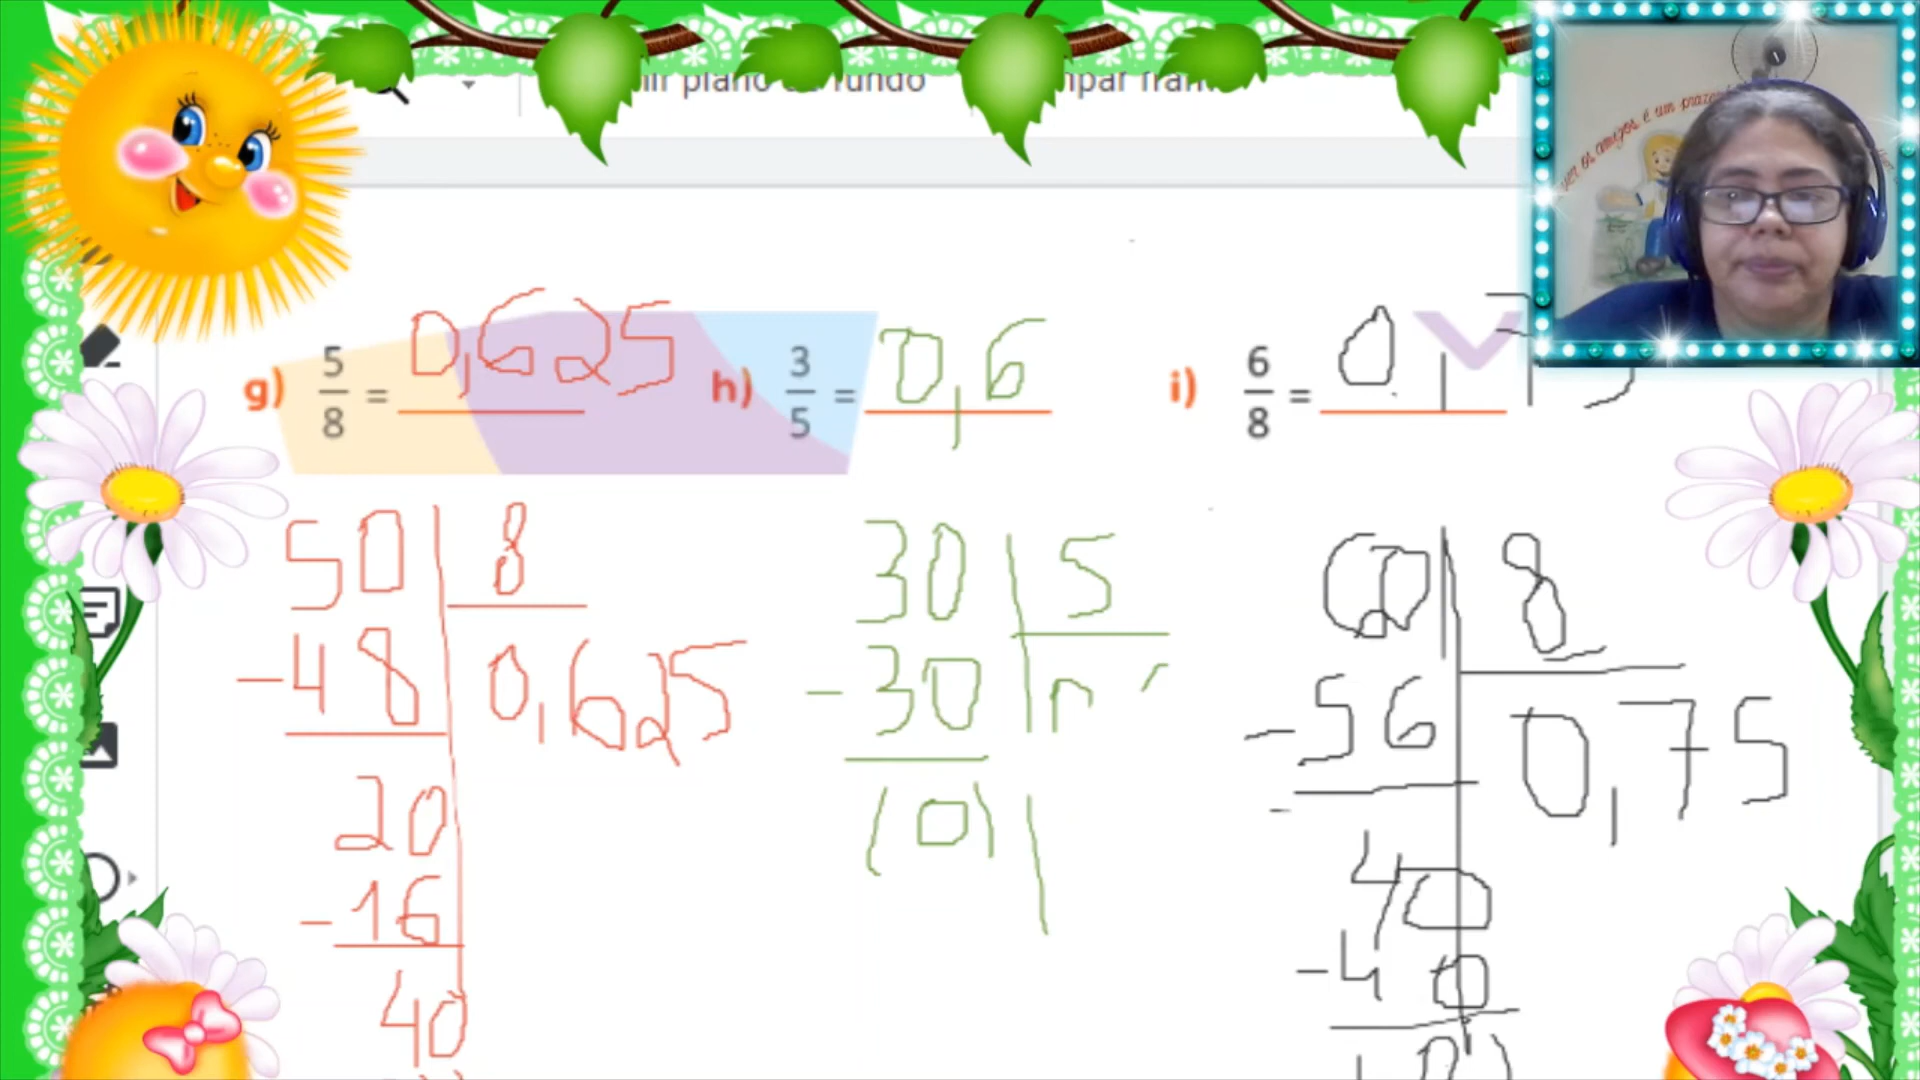 g) 5/8 = 0,625
h) 3/5 = 0,6
i) 6/8 =
50 | 8
-48 0,625
20
-16
40
30 | 5
-30
(0)
60 | 8
-56 0,75
40
-40